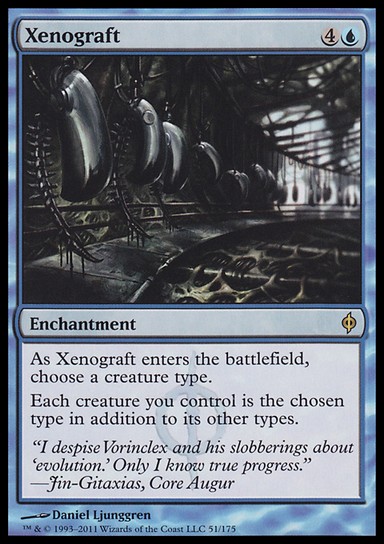 Xenograft 4
Enchantment
As Xenograft enters the battlefield,
choose a creature type.
Each creature you control is the chosen
type in addition to its other types.
“I despise Vorinclex and his slobberings about
‘evolution.’ Only I know true progress.”
—Jin-Gitaxias, Core Augur
Daniel Ljunggren
™ & © 1993–2011 Wizards of the Coast LLC 51/175